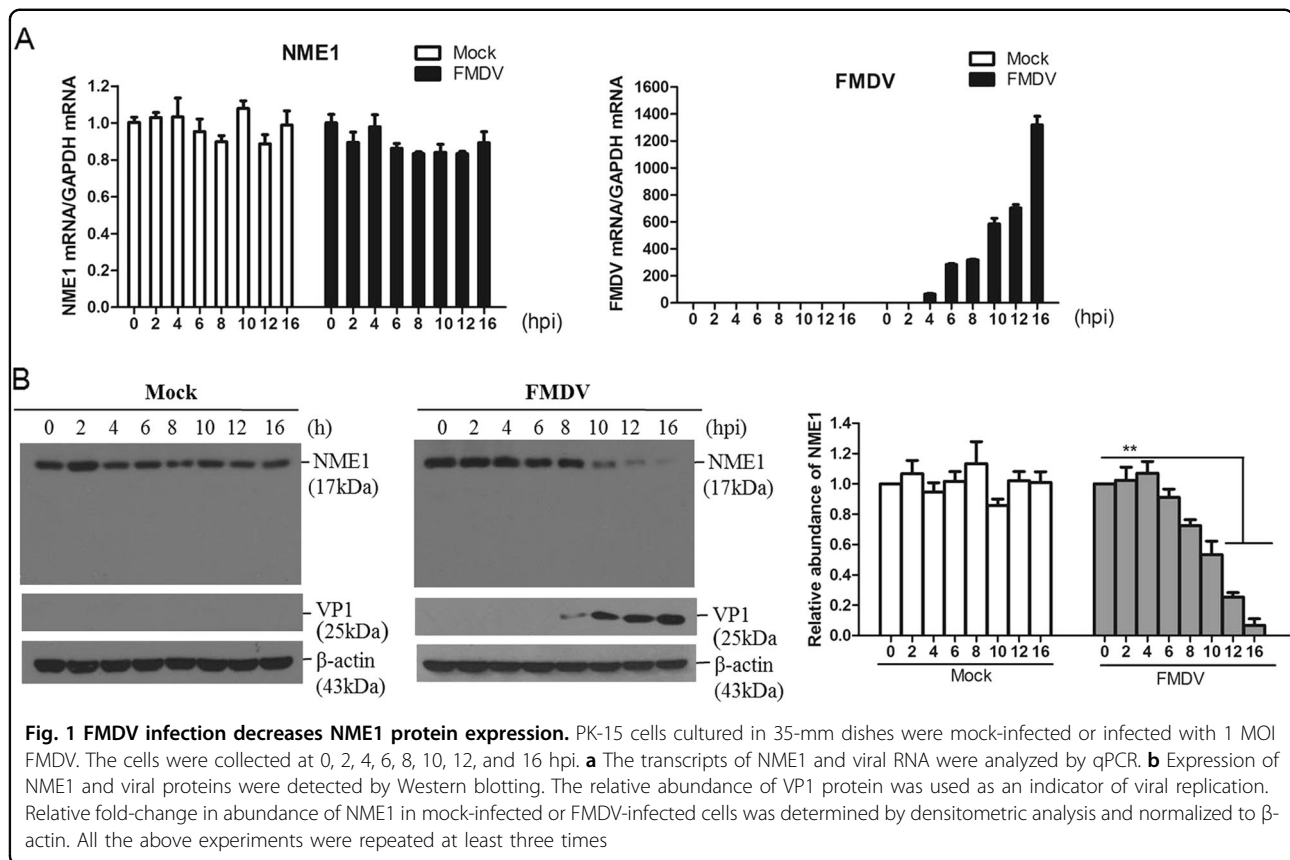 A
NME1
Mock
FMDV
NME1 mRNA/GAPDH mRNA
1.2
1.0
0.8
0.6
0.4
0.2
0.0
0 2 4 6 8 10 12 16 0 2 4 6 8 10 12 16 (hpi)
FMDV
Mock
FMDV
FMDV mRNA/GAPDH mRNA
1600
1400
1200
1000
800
600
400
200
0
0 2 4 6 8 10 12 16 0 2 4 6 8 10 12 16 (hpi)
B
Mock
0 2 4 6 8 10 12 16 (h)
NME1
(17kDa)
VP1
(25kDa)
β-actin
(43kDa)
FMDV
0 2 4 6 8 10 12 16 (hpi)
NME1
(17kDa)
VP1
(25kDa
β-actin
(43kDa)
Relative abundance of NME1
1.4
1.2
1.0
0.8
0.6
0.4
0.2
0.0
**
0 2 4 6 8 10 12 16 0 2 4 6 8 10 12 16
Mock FMDV
Fig. 1 FMDV infection decreases NME1 protein expression. PK-15 cells cultured in 35-mm dishes were mock-infected or infected with 1 MOI
FMDV. The cells were collected at 0, 2, 4, 6, 8, 10, 12, and 16 hpi. a The transcripts of NME1 and viral RNA were analyzed by qPCR. b Expression of
NME1 and viral proteins were detected by Western blotting. The relative abundance of VP1 protein was used as an indicator of viral replication.
Relative fold-change in abundance of NME1 in mock-infected or FMDV-infected cells was determined by densitometric analysis and normalized to β-
actin. All the above experiments were repeated at least three times